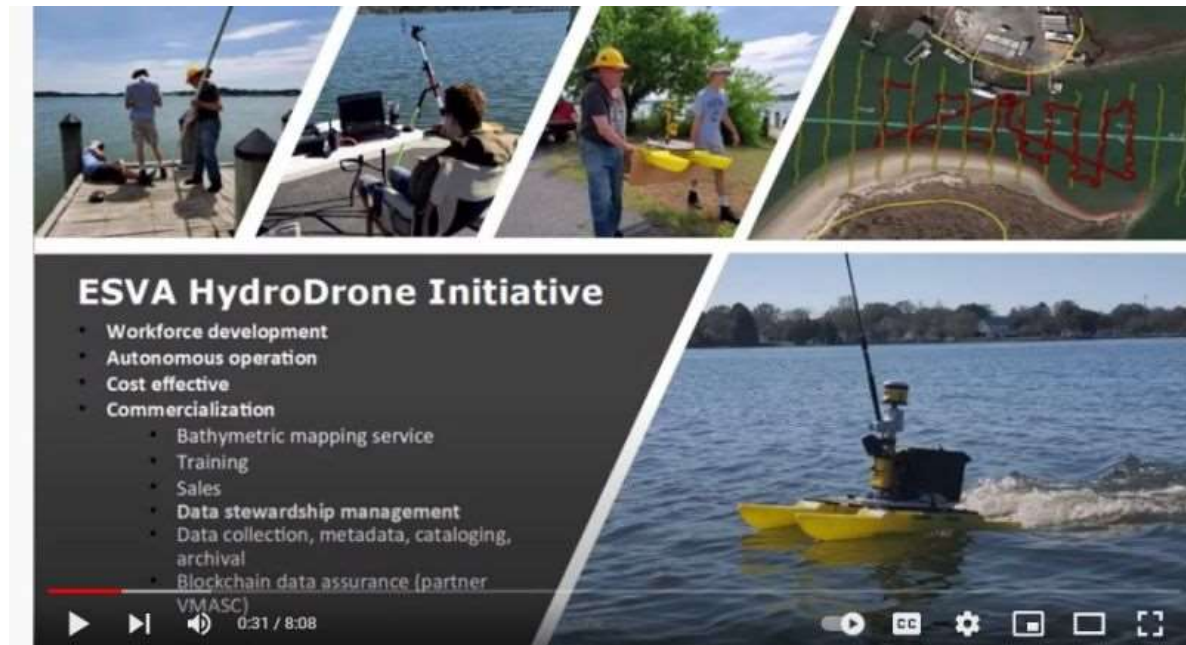 ESVA HydroDrone Initiative
• Workforce development
• Autonomous operation
• Cost effective
• Commercialization
• Bathymetric mapping service
• Training
• Sales
• Data stewardship management
• Data collection, metadata, cataloging,
archival
• Blockchain data assurance (partner
VMASC)
0:31 / 8:08
CC